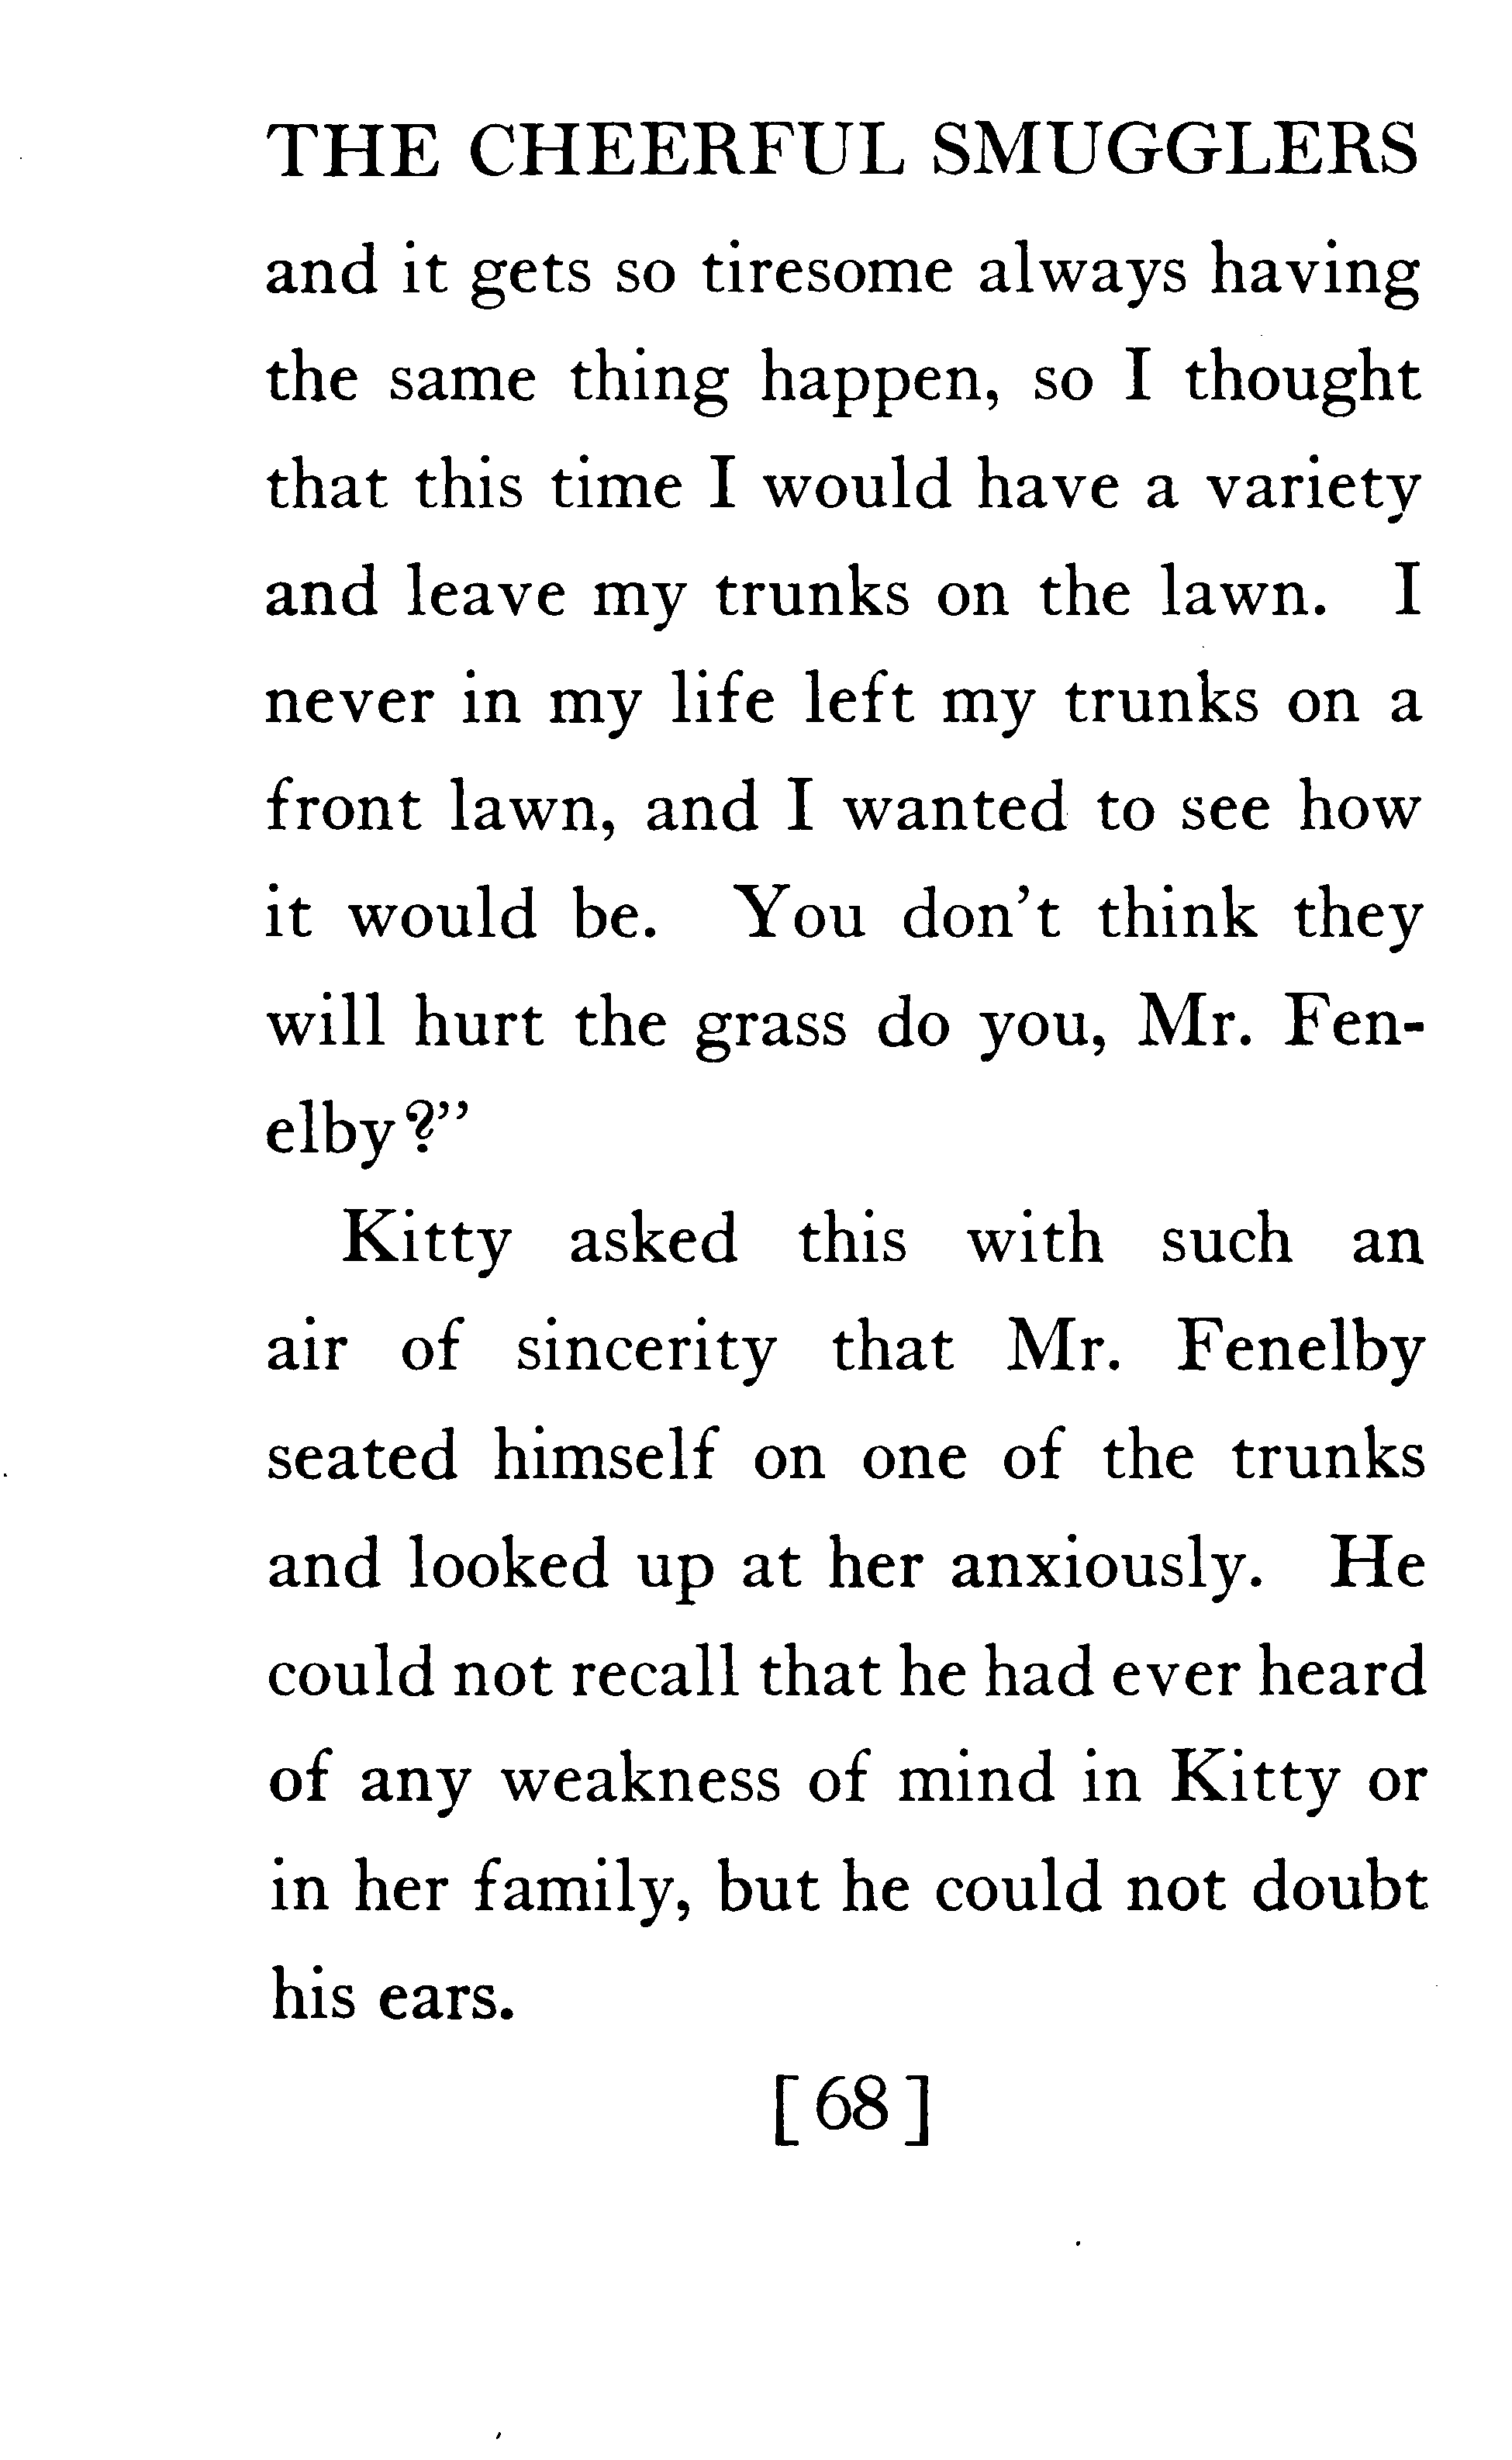 THE CHEERFUL SMUGGLERS
and it gets so tiresome always having
the same thing happen, so I thought
that this time I would have a variety
and leave my trunks on the lawn. I
never in my life left my trunks on a
front lawn, and I wanted to see how
it would be. You don't think they
will hurt the grass do you, Mr. Fen-
elby?"
Kitty asked this with such an
air of sincerity that Mr. Fenelby
seated himself on one of the trunks
and looked up at her anxiously. He
could not recall that he had ever heard
of any weakness of mind in Kitty or
in her family, but he could not doubt
his ears.
[68]